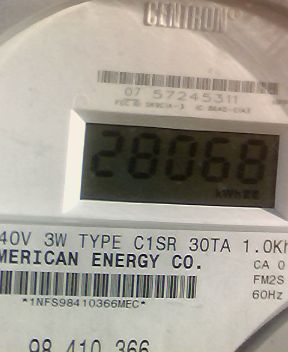 CENTRON®
07 57245311
28068
kWh
40V 3W TYPE C1SR 30TA 1.0Kh
MERICAN ENERGY CO.
CA 0
FM2S
60Hz
*1NFS98410366MEC*
98 410 366